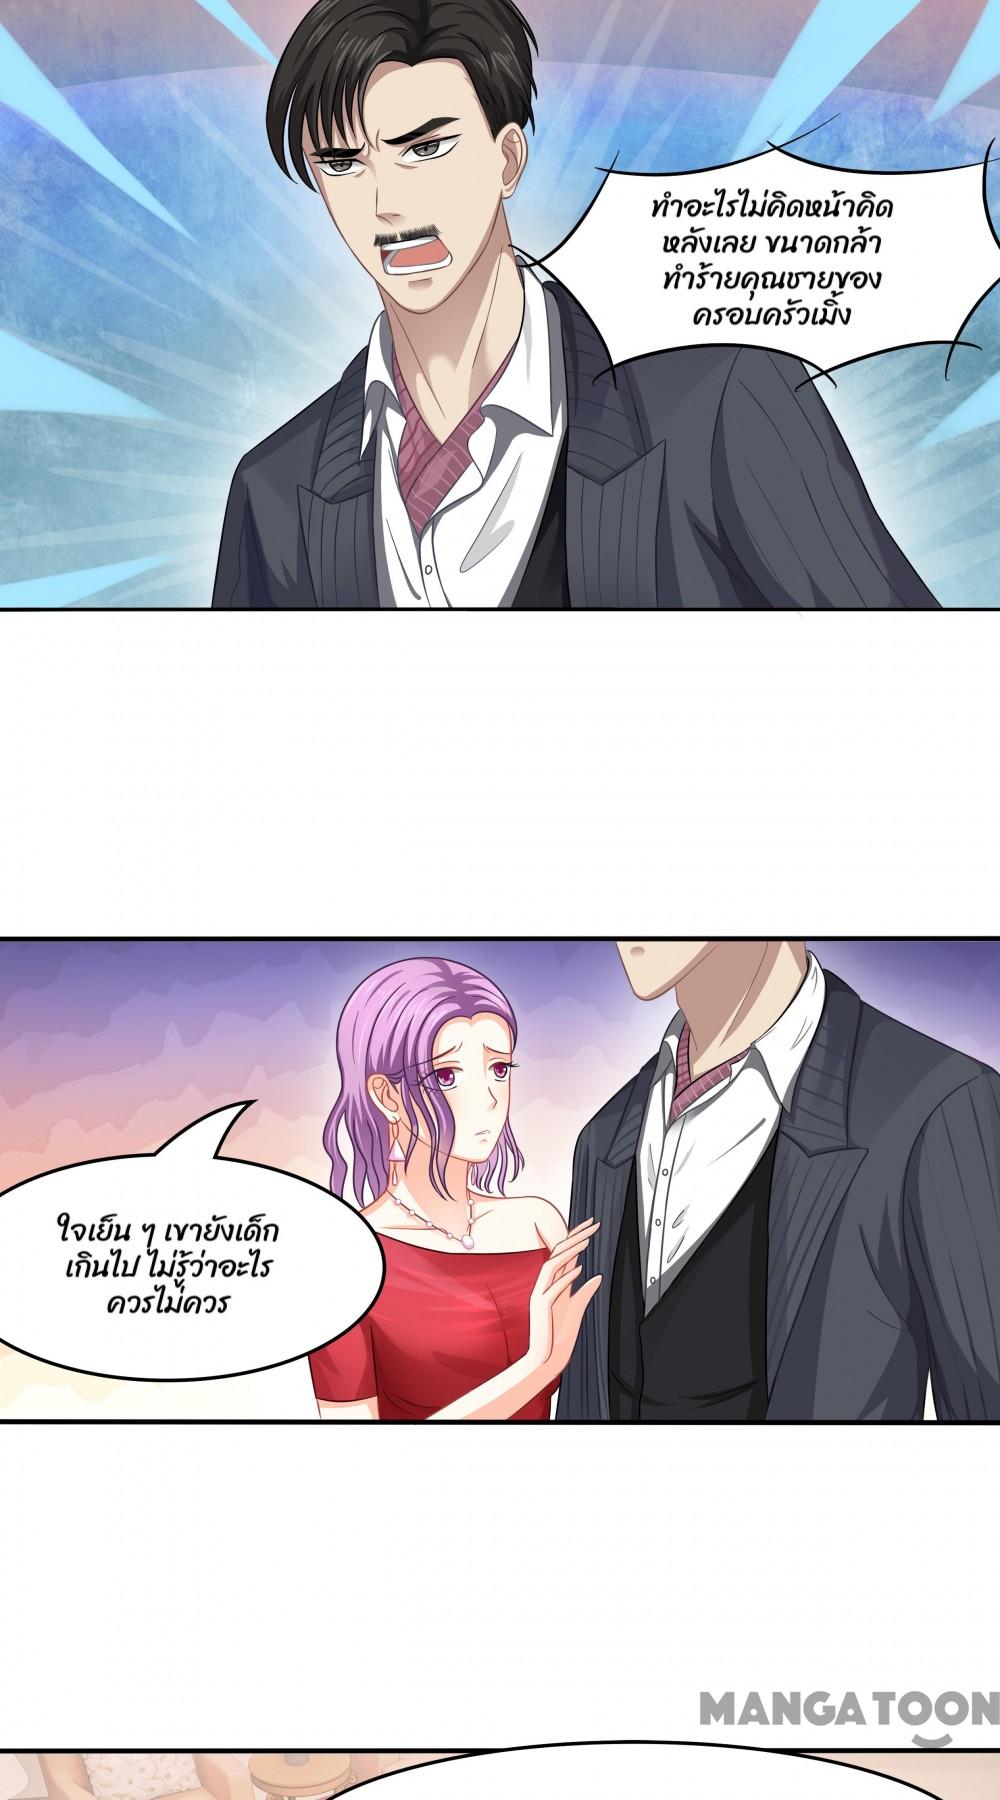 ทำอะไรไม่คิดหน้าคิด
หลังเลย ขนาดกล้า
ทำร้ายคุณชายของ
ครอบครัวเมิ้ง
ใจเย็น ๆ เขายังเด็ก
เกินไป ไม่รู้ว่าอะไร
ควรไม่ควร
MANGATOON